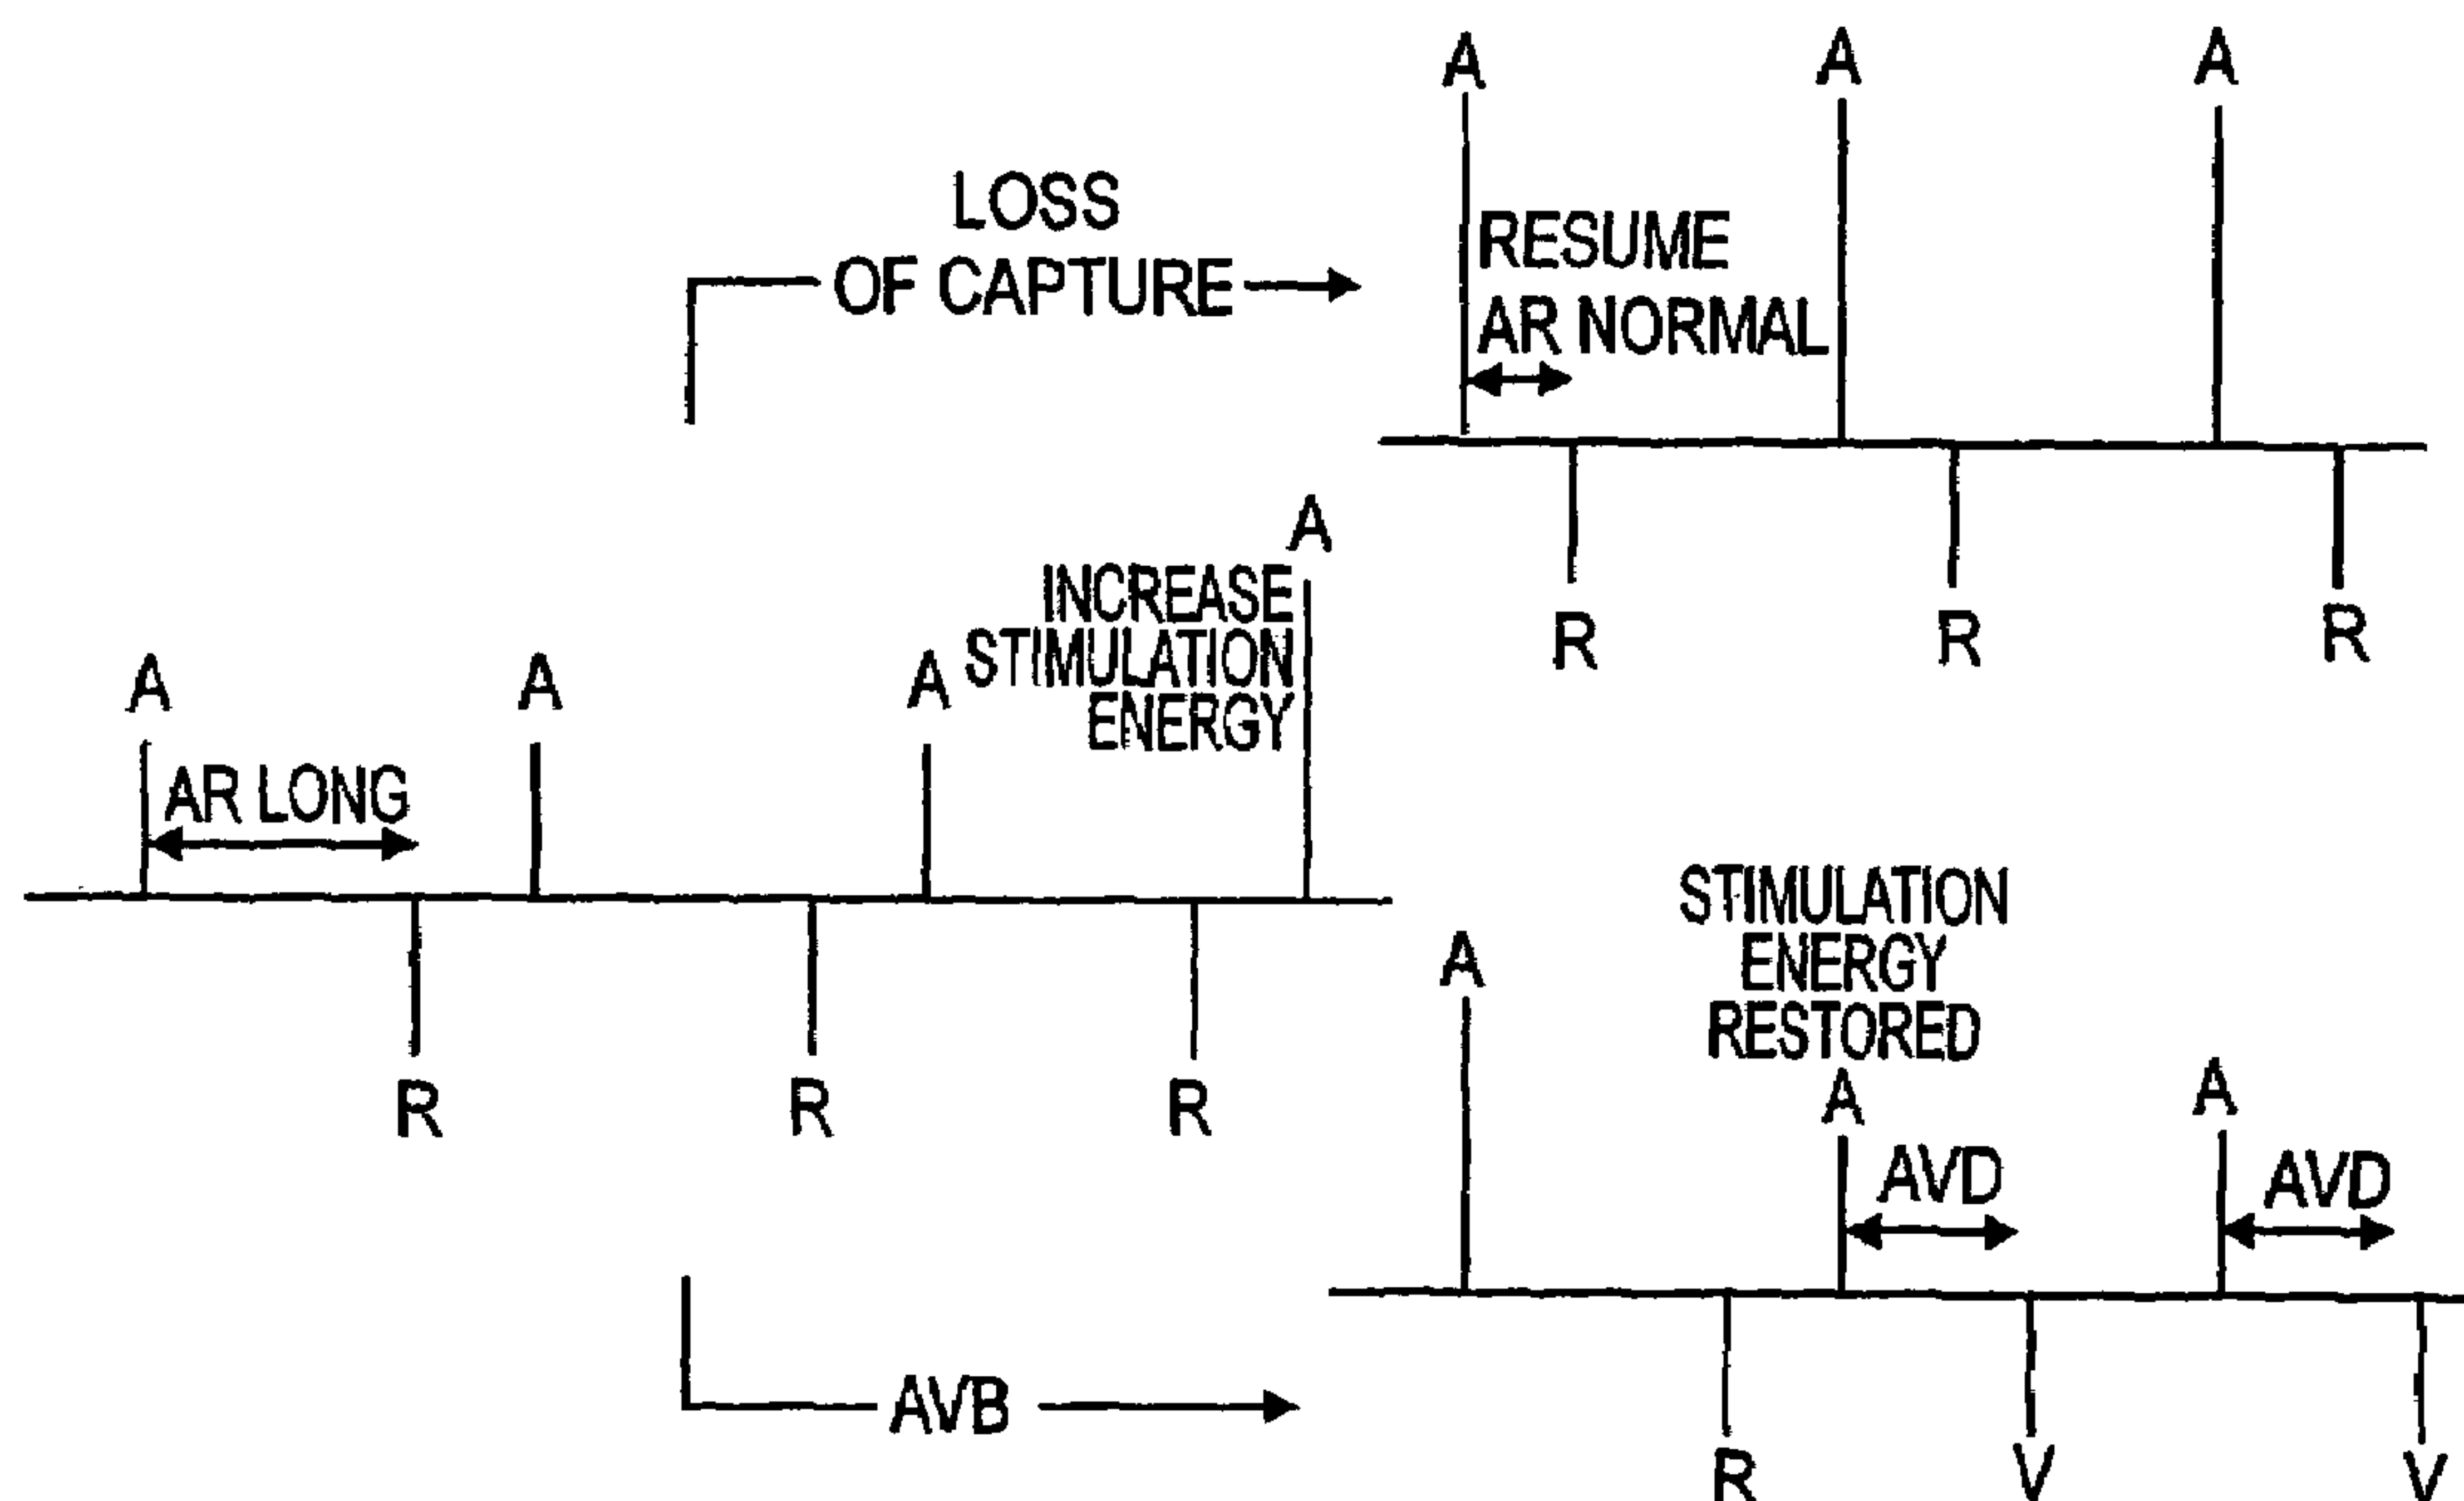 A
A
A
LOSS
OF CAPTURE
RESUME
AR NORMAL
R
R
R
A
INCREASE
STIMULATION
ENERGY
A
A
A
AR LONG
R
R
R
STIMULATION
ENERGY
RESTORED
A
A
A
AVD
AVD
AVB
R
V
V